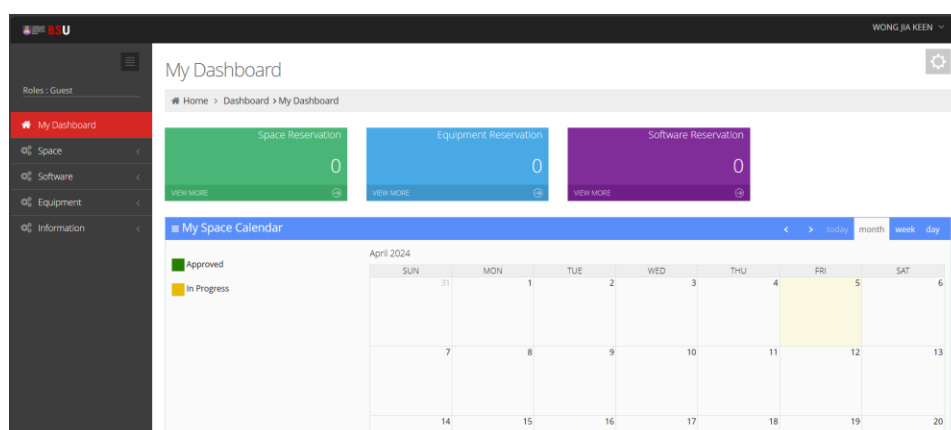 BSU
WONG JIA KEEN
My Dashboard
Roles : Guest
Home > Dashboard > My Dashboard
My Dashboard
Space
Software
Equipment
Information
Space Reservation
0
VIEW MORE
Equipment Reservation
0
VIEW MORE
Software Reservation
0
VIEW MORE
My Space Calendar
< > today month week day
Approved
In Progress
April 2024
SUN MON TUE WED THU FRI SAT
31 1 2 3 4 5 6
7 8 9 10 11 12 13
14 15 16 17 18 19 20